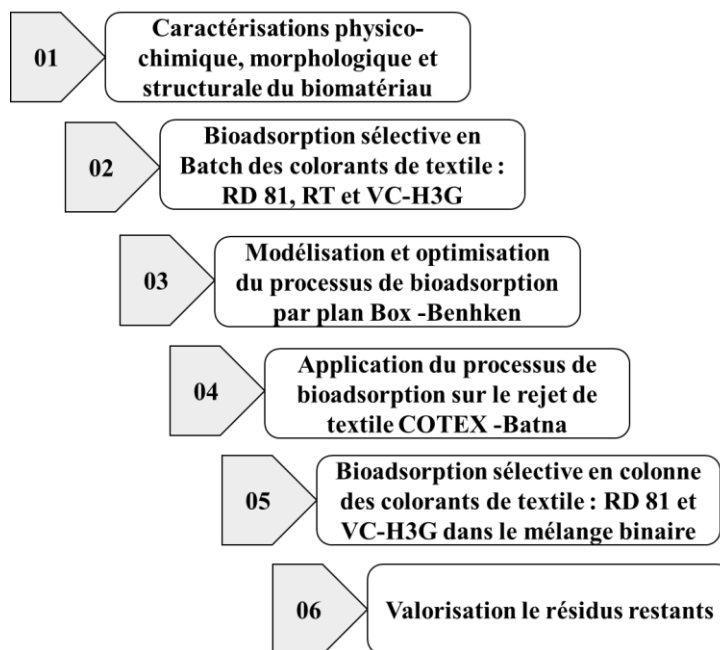 01
Caractérisations physico-
chimique, morphologique et
structurale du biomatériau
02
Bioadsorption sélective en
Batch des colorants de textile :
RD 81, RT et VC-H3G
03
Modélisation et optimisation
du processus de bioadsorption
par plan Box -Benhken
04
Application du processus de
bioadsorption sur le rejet de
textile COTEX -Batna
05
Bioadsorption sélective en colonne
des colorants de textile : RD 81 et
VC-H3G dans le mélange binaire
06
Valorisation le résidus restants